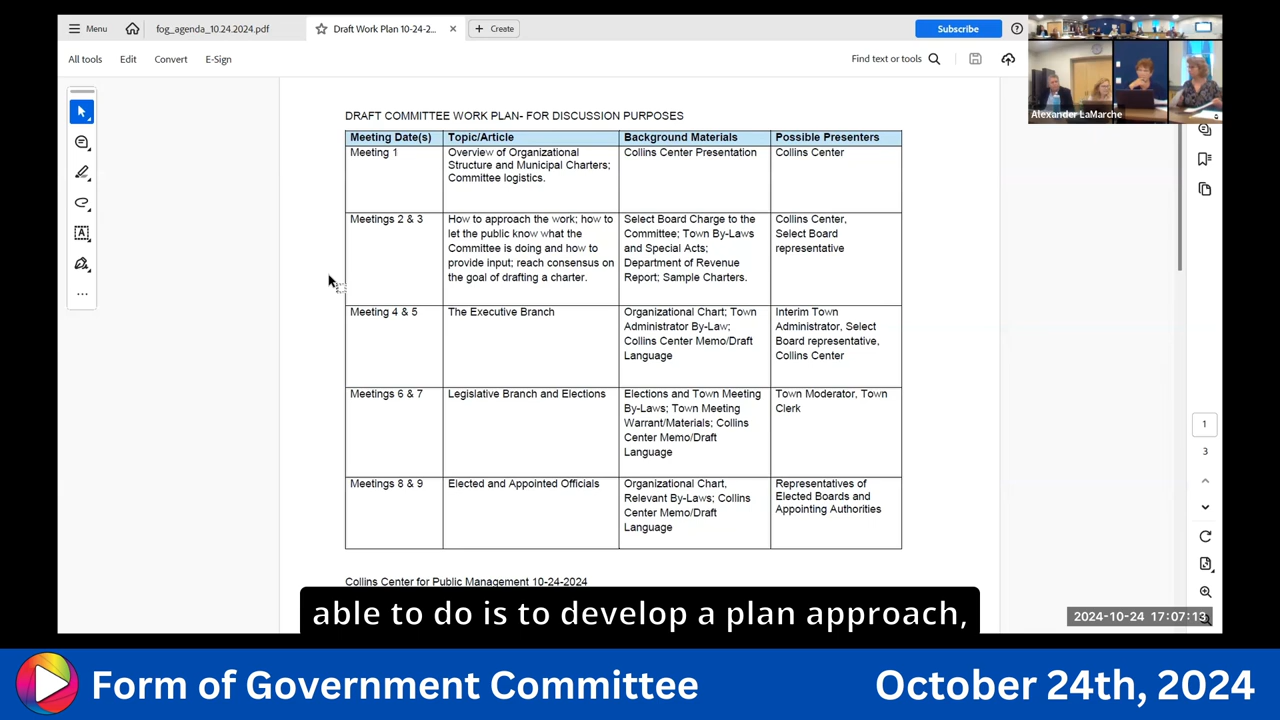 Menu
fog_agenda_10.24.2024.pdf
Draft Work Plan 10-24-2...
Create
Subscribe
All tools
Edit
Convert
E-Sign
Find text or tools
Alexander LaMarche
DRAFT COMMITTEE WORK PLAN- FOR DISCUSSION PURPOSES
Meeting Date(s)
Topic/Article
Background Materials
Possible Presenters
Meeting 1
Overview of Organizational
Structure and Municipal Charters;
Committee logistics.
Collins Center Presentation
Collins Center
Meetings 2 & 3
How to approach the work; how to
let the public know what the
Committee is doing and how to
provide input; reach consensus on
the goal of drafting a charter.
Select Board Charge to the
Committee; Town By-Laws
and Special Acts;
Department of Revenue
Report; Sample Charters.
Collins Center,
Select Board
representative
Meeting 4 & 5
The Executive Branch
Organizational Chart; Town
Administrator By-Law;
Collins Center Memo/Draft
Language
Interim Town
Administrator, Select
Board representative,
Collins Center
Meetings 6 & 7
Legislative Branch and Elections
Elections and Town Meeting
By-Laws; Town Meeting
Warrant/Materials; Collins
Center Memo/Draft
Language
Town Moderator, Town
Clerk
Meetings 8 & 9
Elected and Appointed Officials
Organizational Chart,
Relevant By-Laws; Collins
Center Memo/Draft
Language
Representatives of
Elected Boards and
Appointing Authorities
Collins Center for Public Management 10-24-2024
1
3
able to do is to develop a plan approach,
2024-10-24 17:07:13
Form of Government Committee
October 24th, 2024